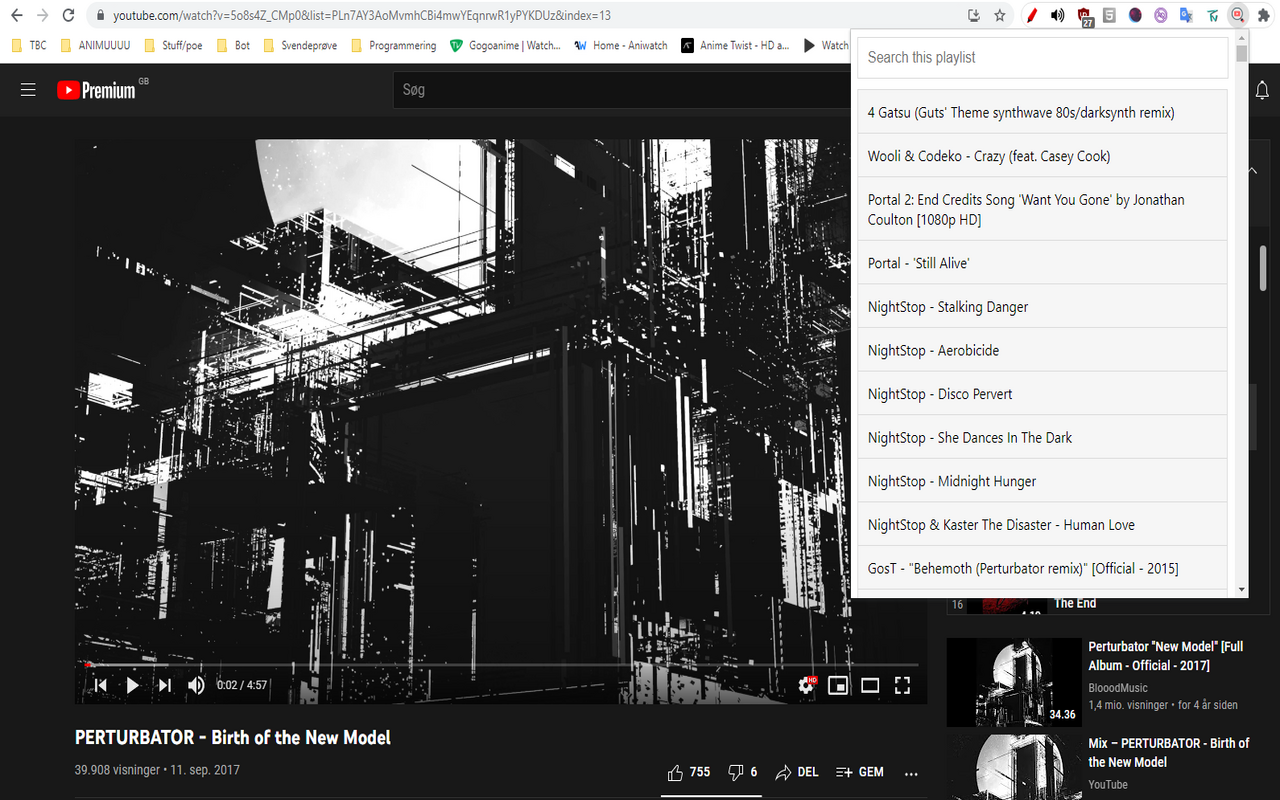 youtube.com/watch?v=5o8s4Z_CMp0&list=PLn7AY3AoMvmhCBi4mwYEqnrwR1yPYKDUz&index=13
27
TBC
ANIMUUUU
Stuff/poe
Bot
Svendeprøve
Programmering
Gogoanime | Watch...
Home - Aniwatch
Anime Twist - HD a...
Watch
Premium
GB
Søg
Search this playlist
4 Gatsu (Guts' Theme synthwave 80s/darksynth remix)
Wooli & Codeko - Crazy (feat. Casey Cook)
Portal 2: End Credits Song 'Want You Gone' by Jonathan
Coulton [1080p HD]
Portal - 'Still Alive'
NightStop - Stalking Danger
NightStop - Aerobicide
NightStop - Disco Pervert
NightStop - She Dances In The Dark
NightStop - Midnight Hunger
NightStop & Kaster The Disaster - Human Love
GosT - "Behemoth (Perturbator remix)" [Official - 2015]
16
The End
0:02 / 4:57
HD
PERTURBATOR - Birth of the New Model
39.908 visninger • 11. sep. 2017
755
6
DEL
GEM
Perturbator "New Model" [Full
Album - Official - 2017]
BlooodMusic
1,4 mio. visninger • for 4 år siden
34.36
Mix – PERTURBATOR - Birth of
the New Model
YouTube